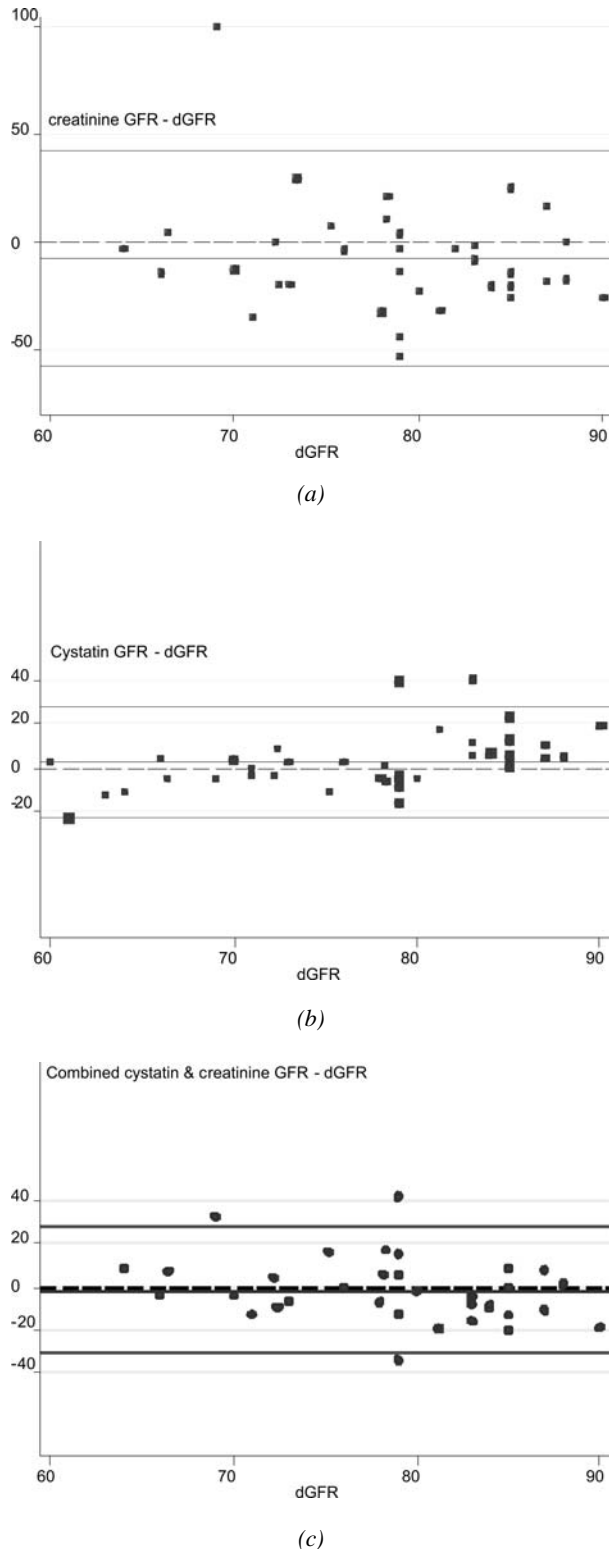 100
creatinine GFR - dGFR
50
0
-50
60 70 80 90
dGFR
(a)
Cystatin GFR - dGFR
40
20
0
-20
60 70 80 90
dGFR
(b)
Combined cystatin & creatinine GFR - dGFR
40
20
0
-20
-40
60 70 80 90
dGFR
(c)